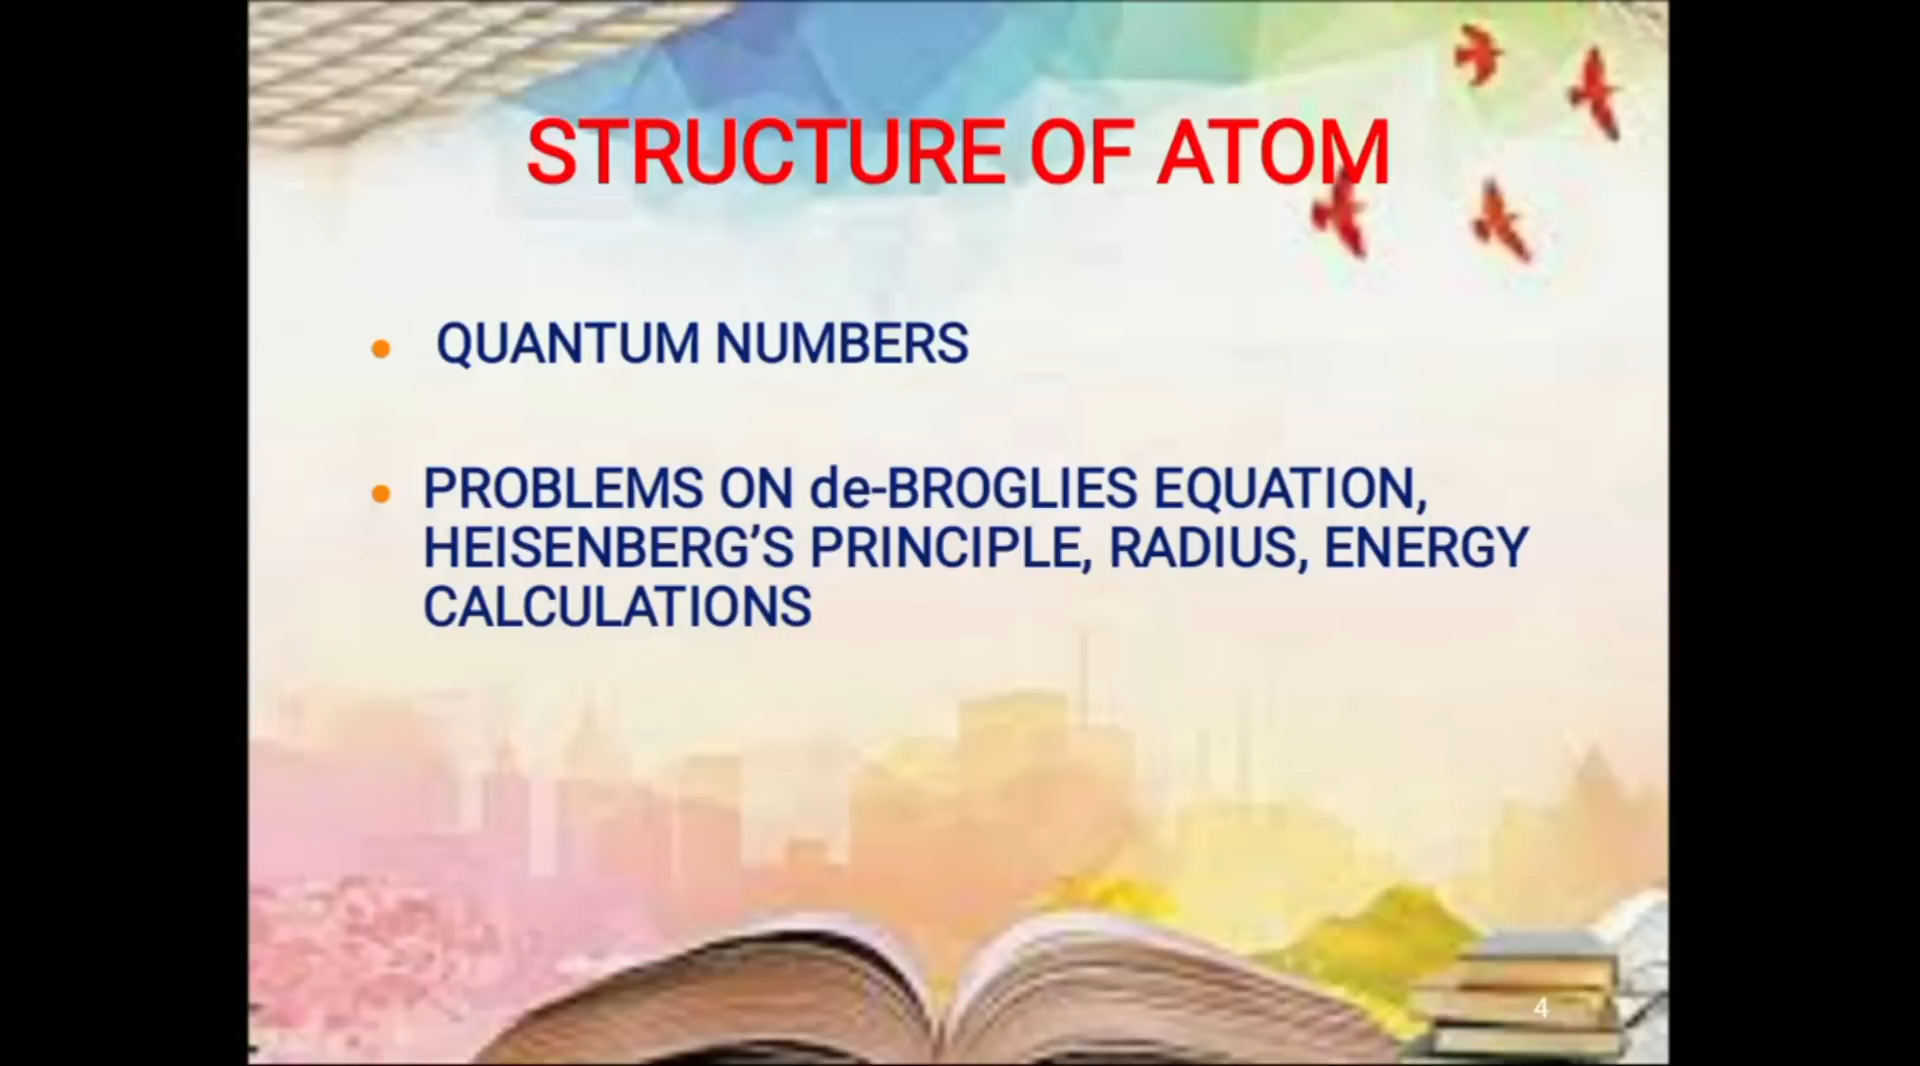 STRUCTURE OF ATOM
• QUANTUM NUMBERS
• PROBLEMS ON de-BROGLIES EQUATION,
HEISENBERG’S PRINCIPLE, RADIUS, ENERGY
CALCULATIONS
4